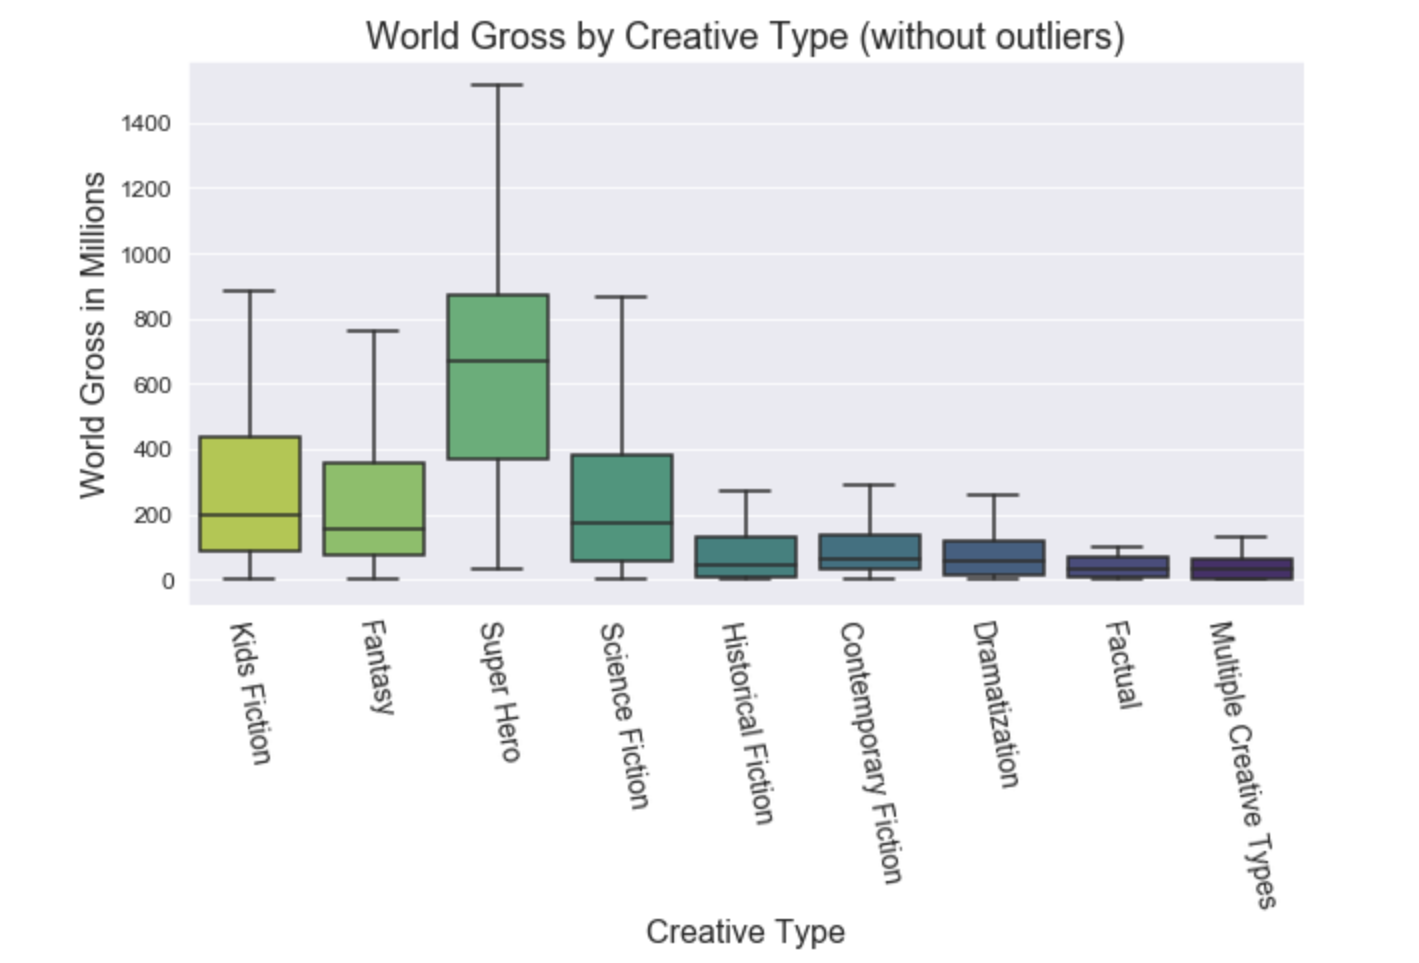 World Gross by Creative Type (without outliers)
World Gross in Millions
1400
1200
1000
800
600
400
200
0
Kids Fiction
Fantasy
Super Hero
Science Fiction
Historical Fiction
Contemporary Fiction
Dramatization
Factual
Multiple Creative Types
Creative Type